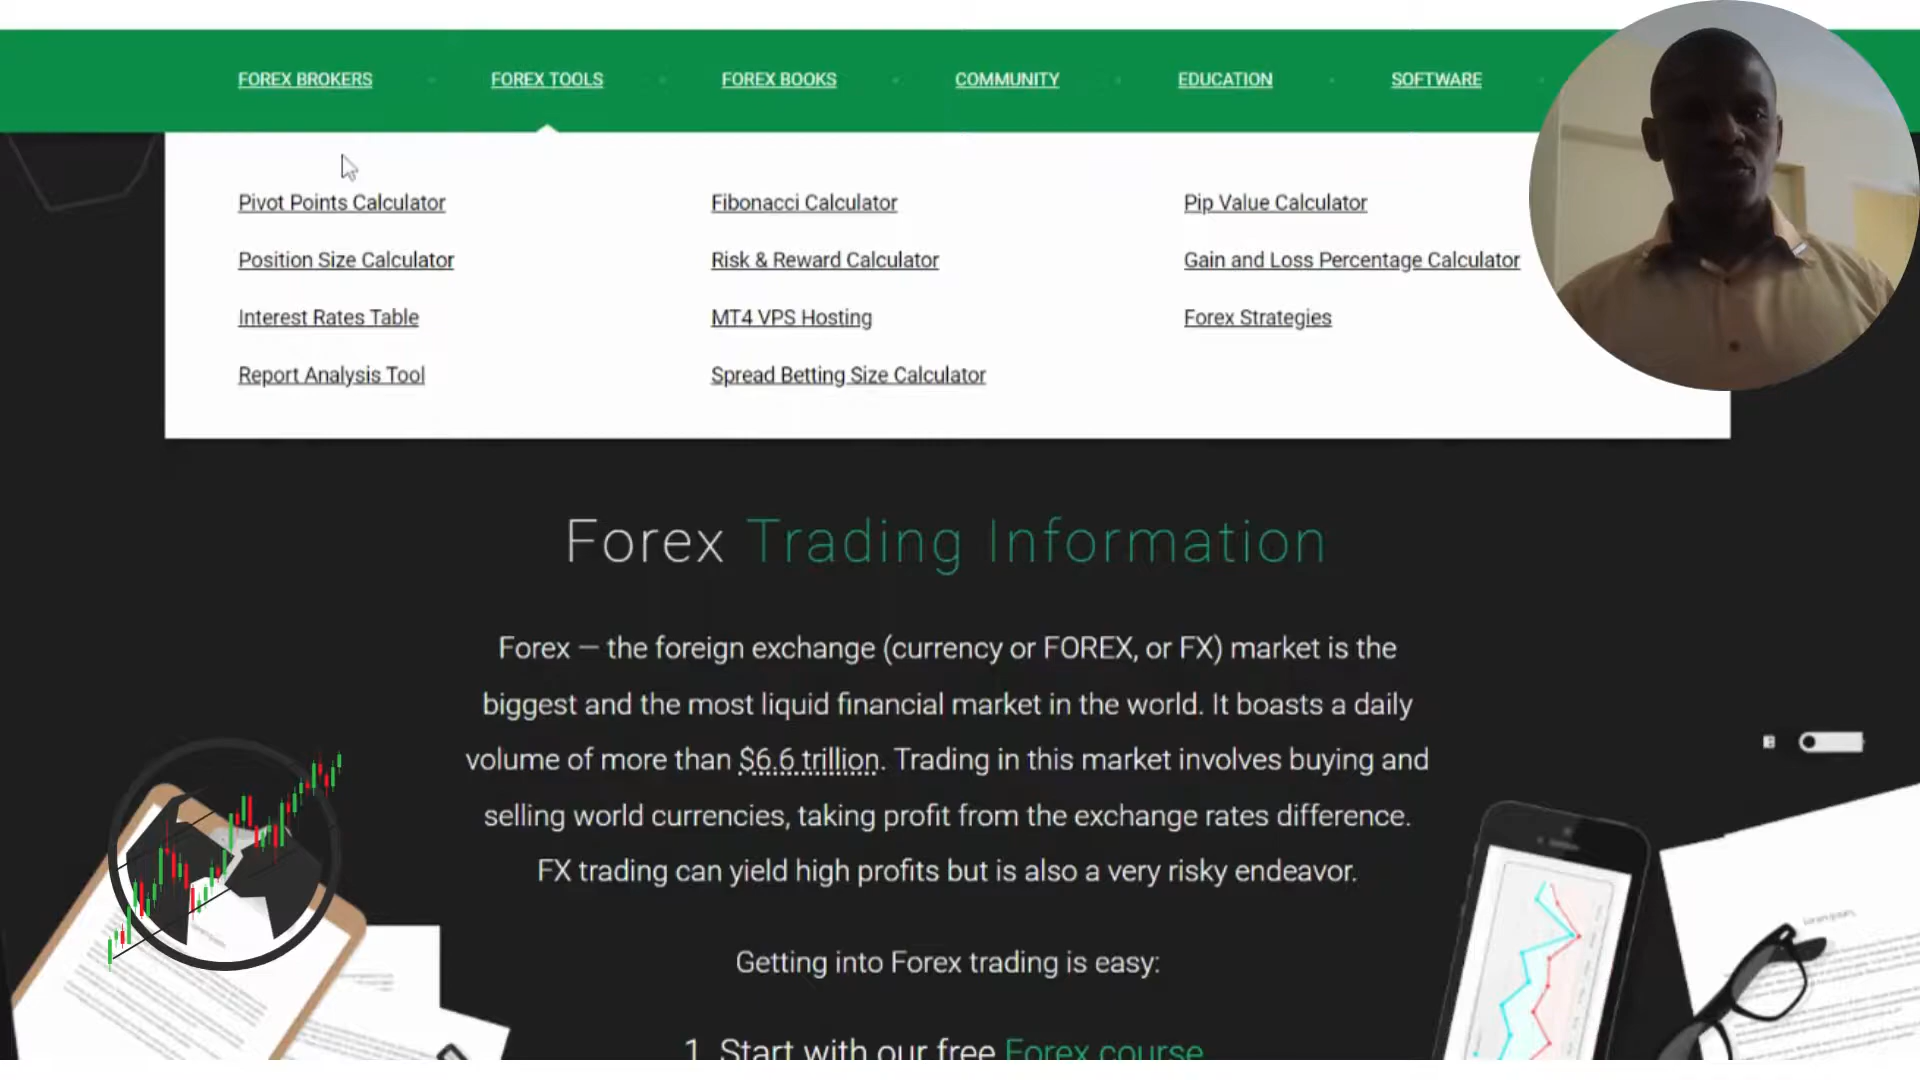 FOREX BROKERS FOREX TOOLS FOREX BOOKS COMMUNITY EDUCATION SOFTWARE
Pivot Points Calculator Fibonacci Calculator Pip Value Calculator
Position Size Calculator Risk & Reward Calculator Gain and Loss Percentage Calculator
Interest Rates Table MT4 VPS Hosting Forex Strategies
Report Analysis Tool Spread Betting Size Calculator
Forex Trading Information
Forex — the foreign exchange (currency or FOREX, or FX) market is the
biggest and the most liquid financial market in the world. It boasts a daily
volume of more than $6.6 trillion. Trading in this market involves buying and
selling world currencies, taking profit from the exchange rates difference.
FX trading can yield high profits but is also a very risky endeavor.
Getting into Forex trading is easy:
1. Start with our free Forex course